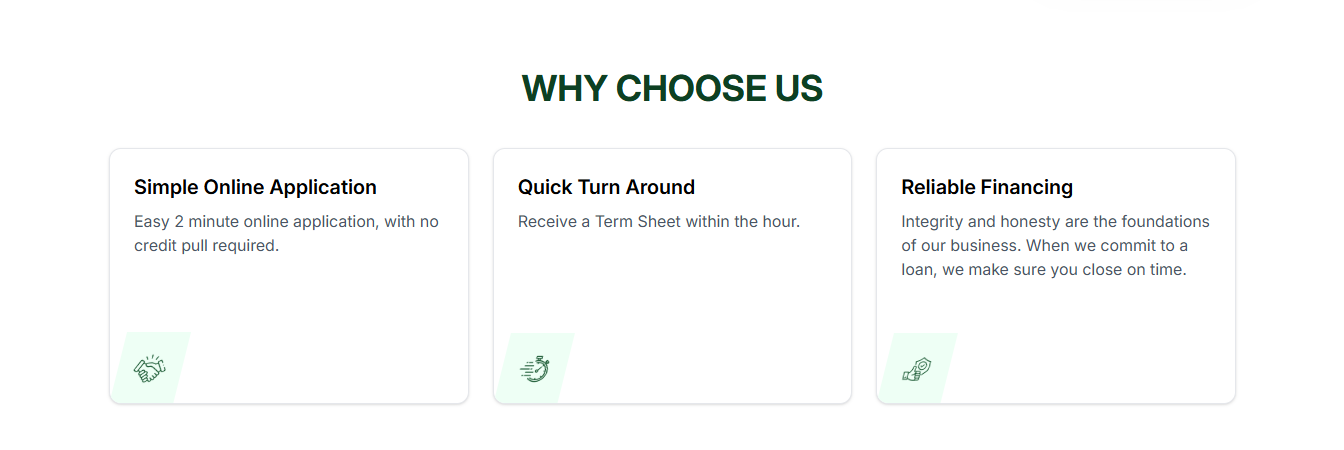 WHY CHOOSE US
Simple Online Application
Easy 2 minute online application, with no
credit pull required.
Quick Turn Around
Receive a Term Sheet within the hour.
Reliable Financing
Integrity and honesty are the foundations
of our business. When we commit to a
loan, we make sure you close on time.